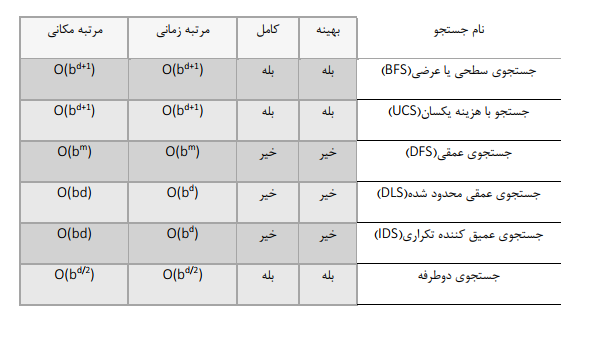 نام جستجو بهینه کامل مرتبه زمانی مرتبه مکانی
جستجوی سطحی یا عرضی(BFS) بله بله O(b^d+1) O(b^d+1)
جستجو با هزینه یکسان(UCS) بله بله O(b^d+1) O(b^d+1)
جستجوی عمقی(DFS) خیر خیر O(b^m) O(b^m)
جستجوی عمقی محدود شده(DLS) خیر خیر O(b^d) O(bd)
جستجوی عمیق کننده تکراری(IDS) خیر خیر O(b^d) O(bd)
جستجوی دوطرفه بله بله O(b^d/2) O(b^d/2)